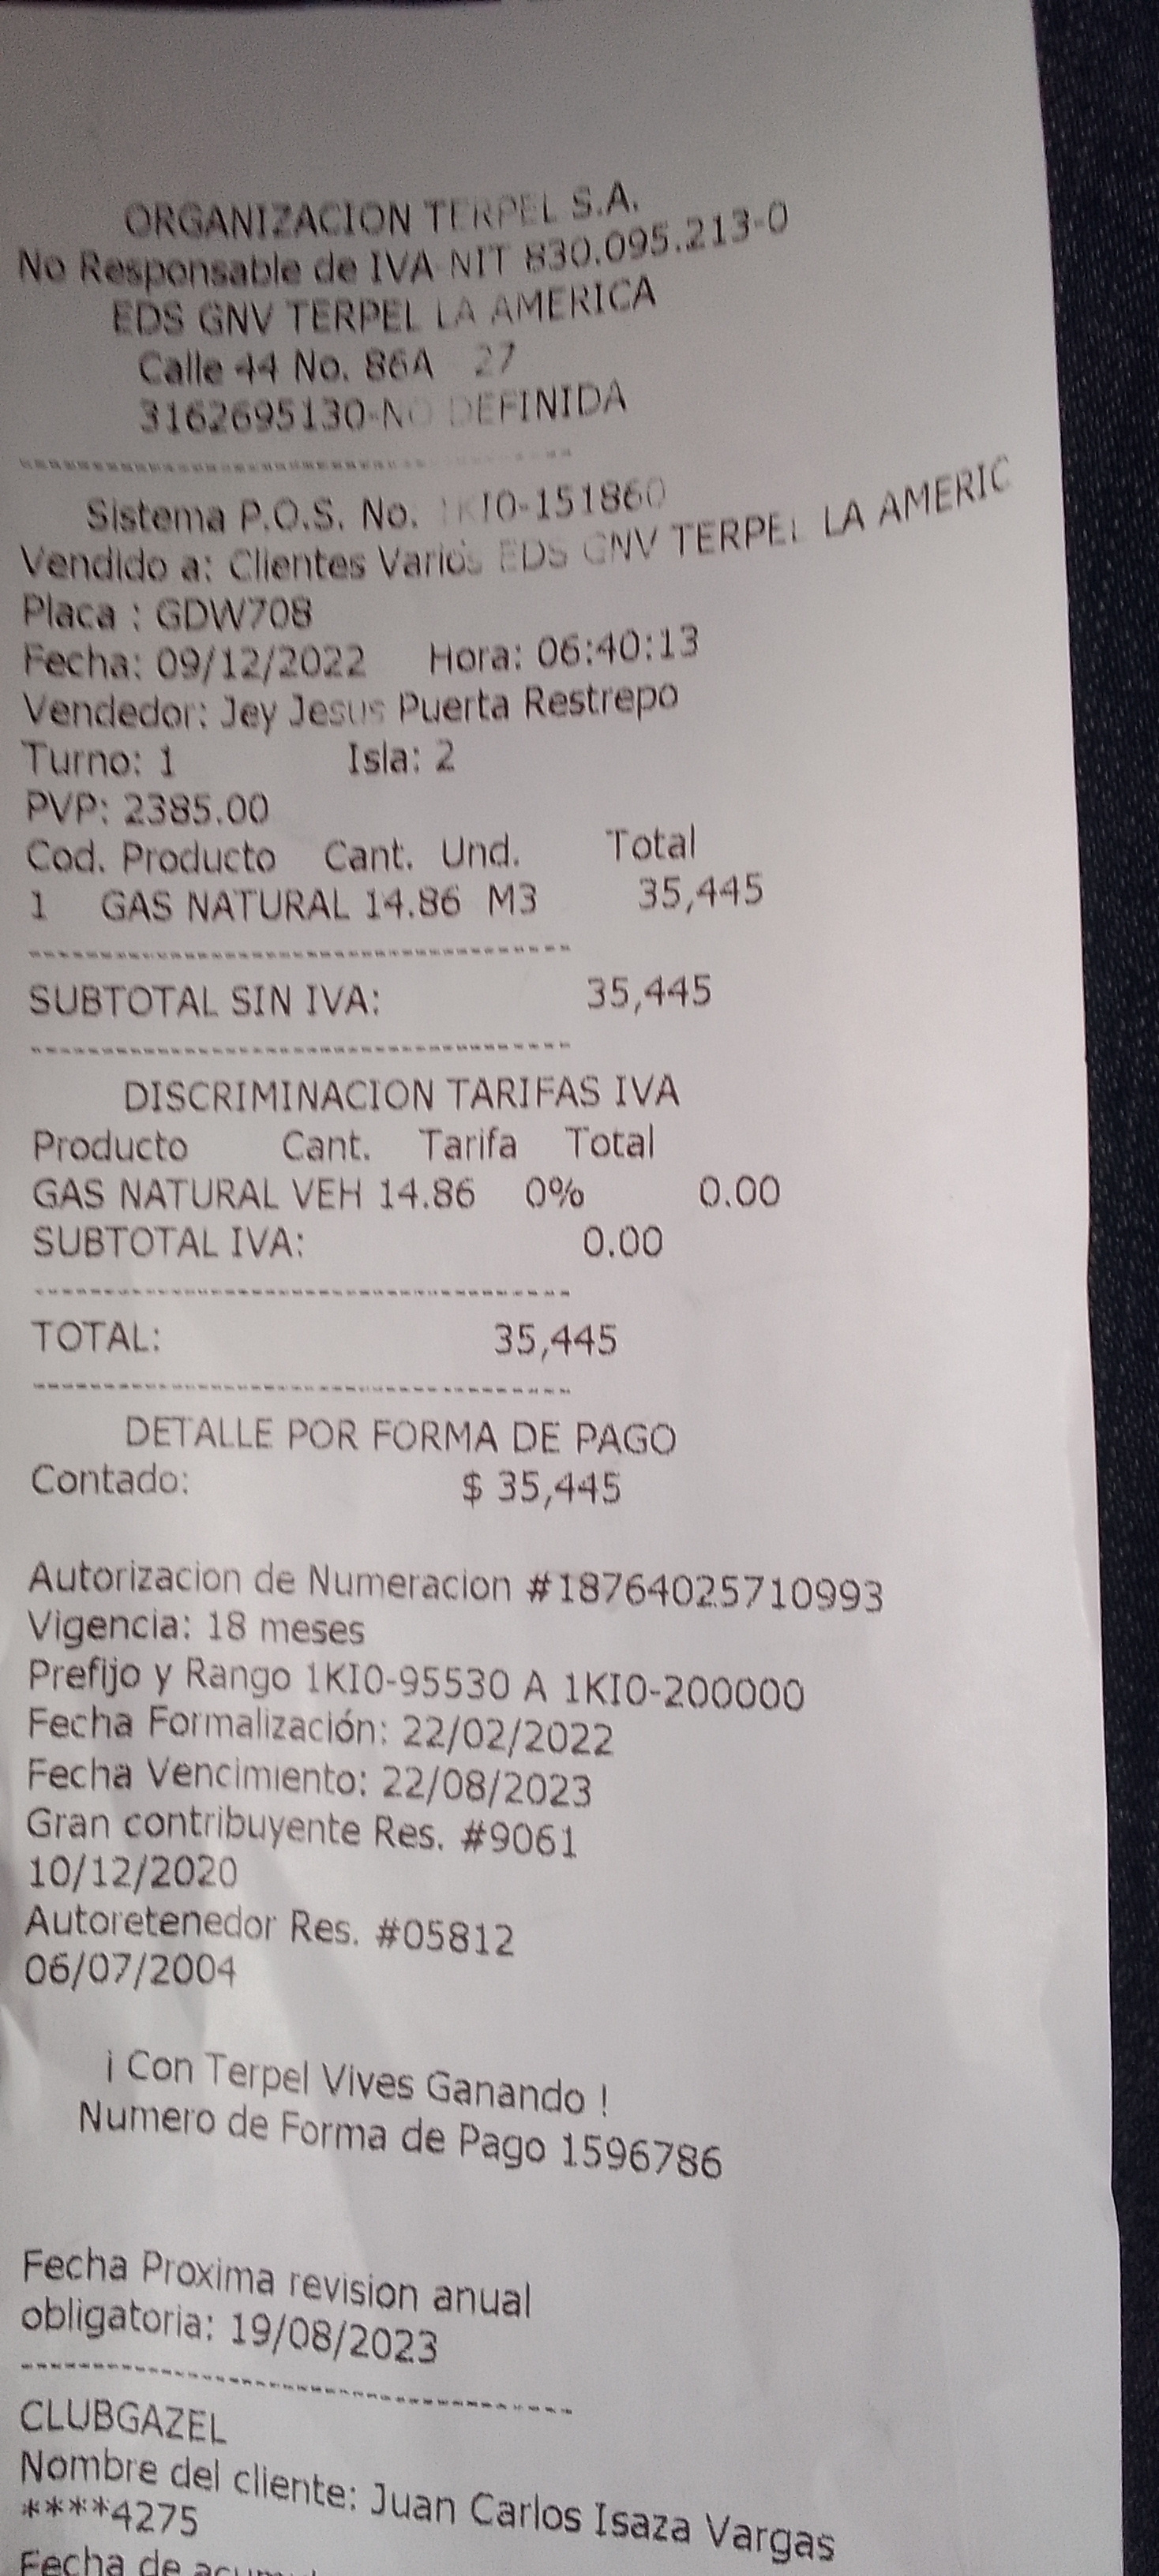 ORGANIZACION TERPEL S.A.
No Responsable de IVA-NIT 830.095.213-0
EDS GNV TERPEL LA AMERICA
Calle 44 No. 86A 27
3162695130-NO DEFINIDA
Sistema P.O.S. No. 1KI0-151860
Vendido a: Clientes Varios EDS GNV TERPEL LA AMERIC
Placa : GDW708
Fecha: 09/12/2022 Hora: 06:40:13
Vendedor: Jey Jesus Puerta Restrepo
Turno: 1 Isla: 2
PVP: 2385.00
Cod. Producto Cant. Und. Total
1 GAS NATURAL 14.86 M3 35,445
SUBTOTAL SIN IVA: 35,445
DISCRIMINACION TARIFAS IVA
Producto Cant. Tarifa Total
GAS NATURAL VEH 14.86 0% 0.00
SUBTOTAL IVA: 0.00
TOTAL: 35,445
DETALLE POR FORMA DE PAGO
Contado: $ 35,445
Autorizacion de Numeracion #18764025710993
Vigencia: 18 meses
Prefijo y Rango 1KI0-95530 A 1KI0-200000
Fecha Formalización: 22/02/2022
Fecha Vencimiento: 22/08/2023
Gran contribuyente Res. #9061
10/12/2020
Autoretenedor Res. #05812
06/07/2004
¡ Con Terpel Vives Ganando !
Numero de Forma de Pago 1596786
Fecha Proxima revision anual
obligatoria: 19/08/2023
CLUBGAZEL
Nombre del cliente: Juan Carlos Isaza Vargas
****4275
Fecha de